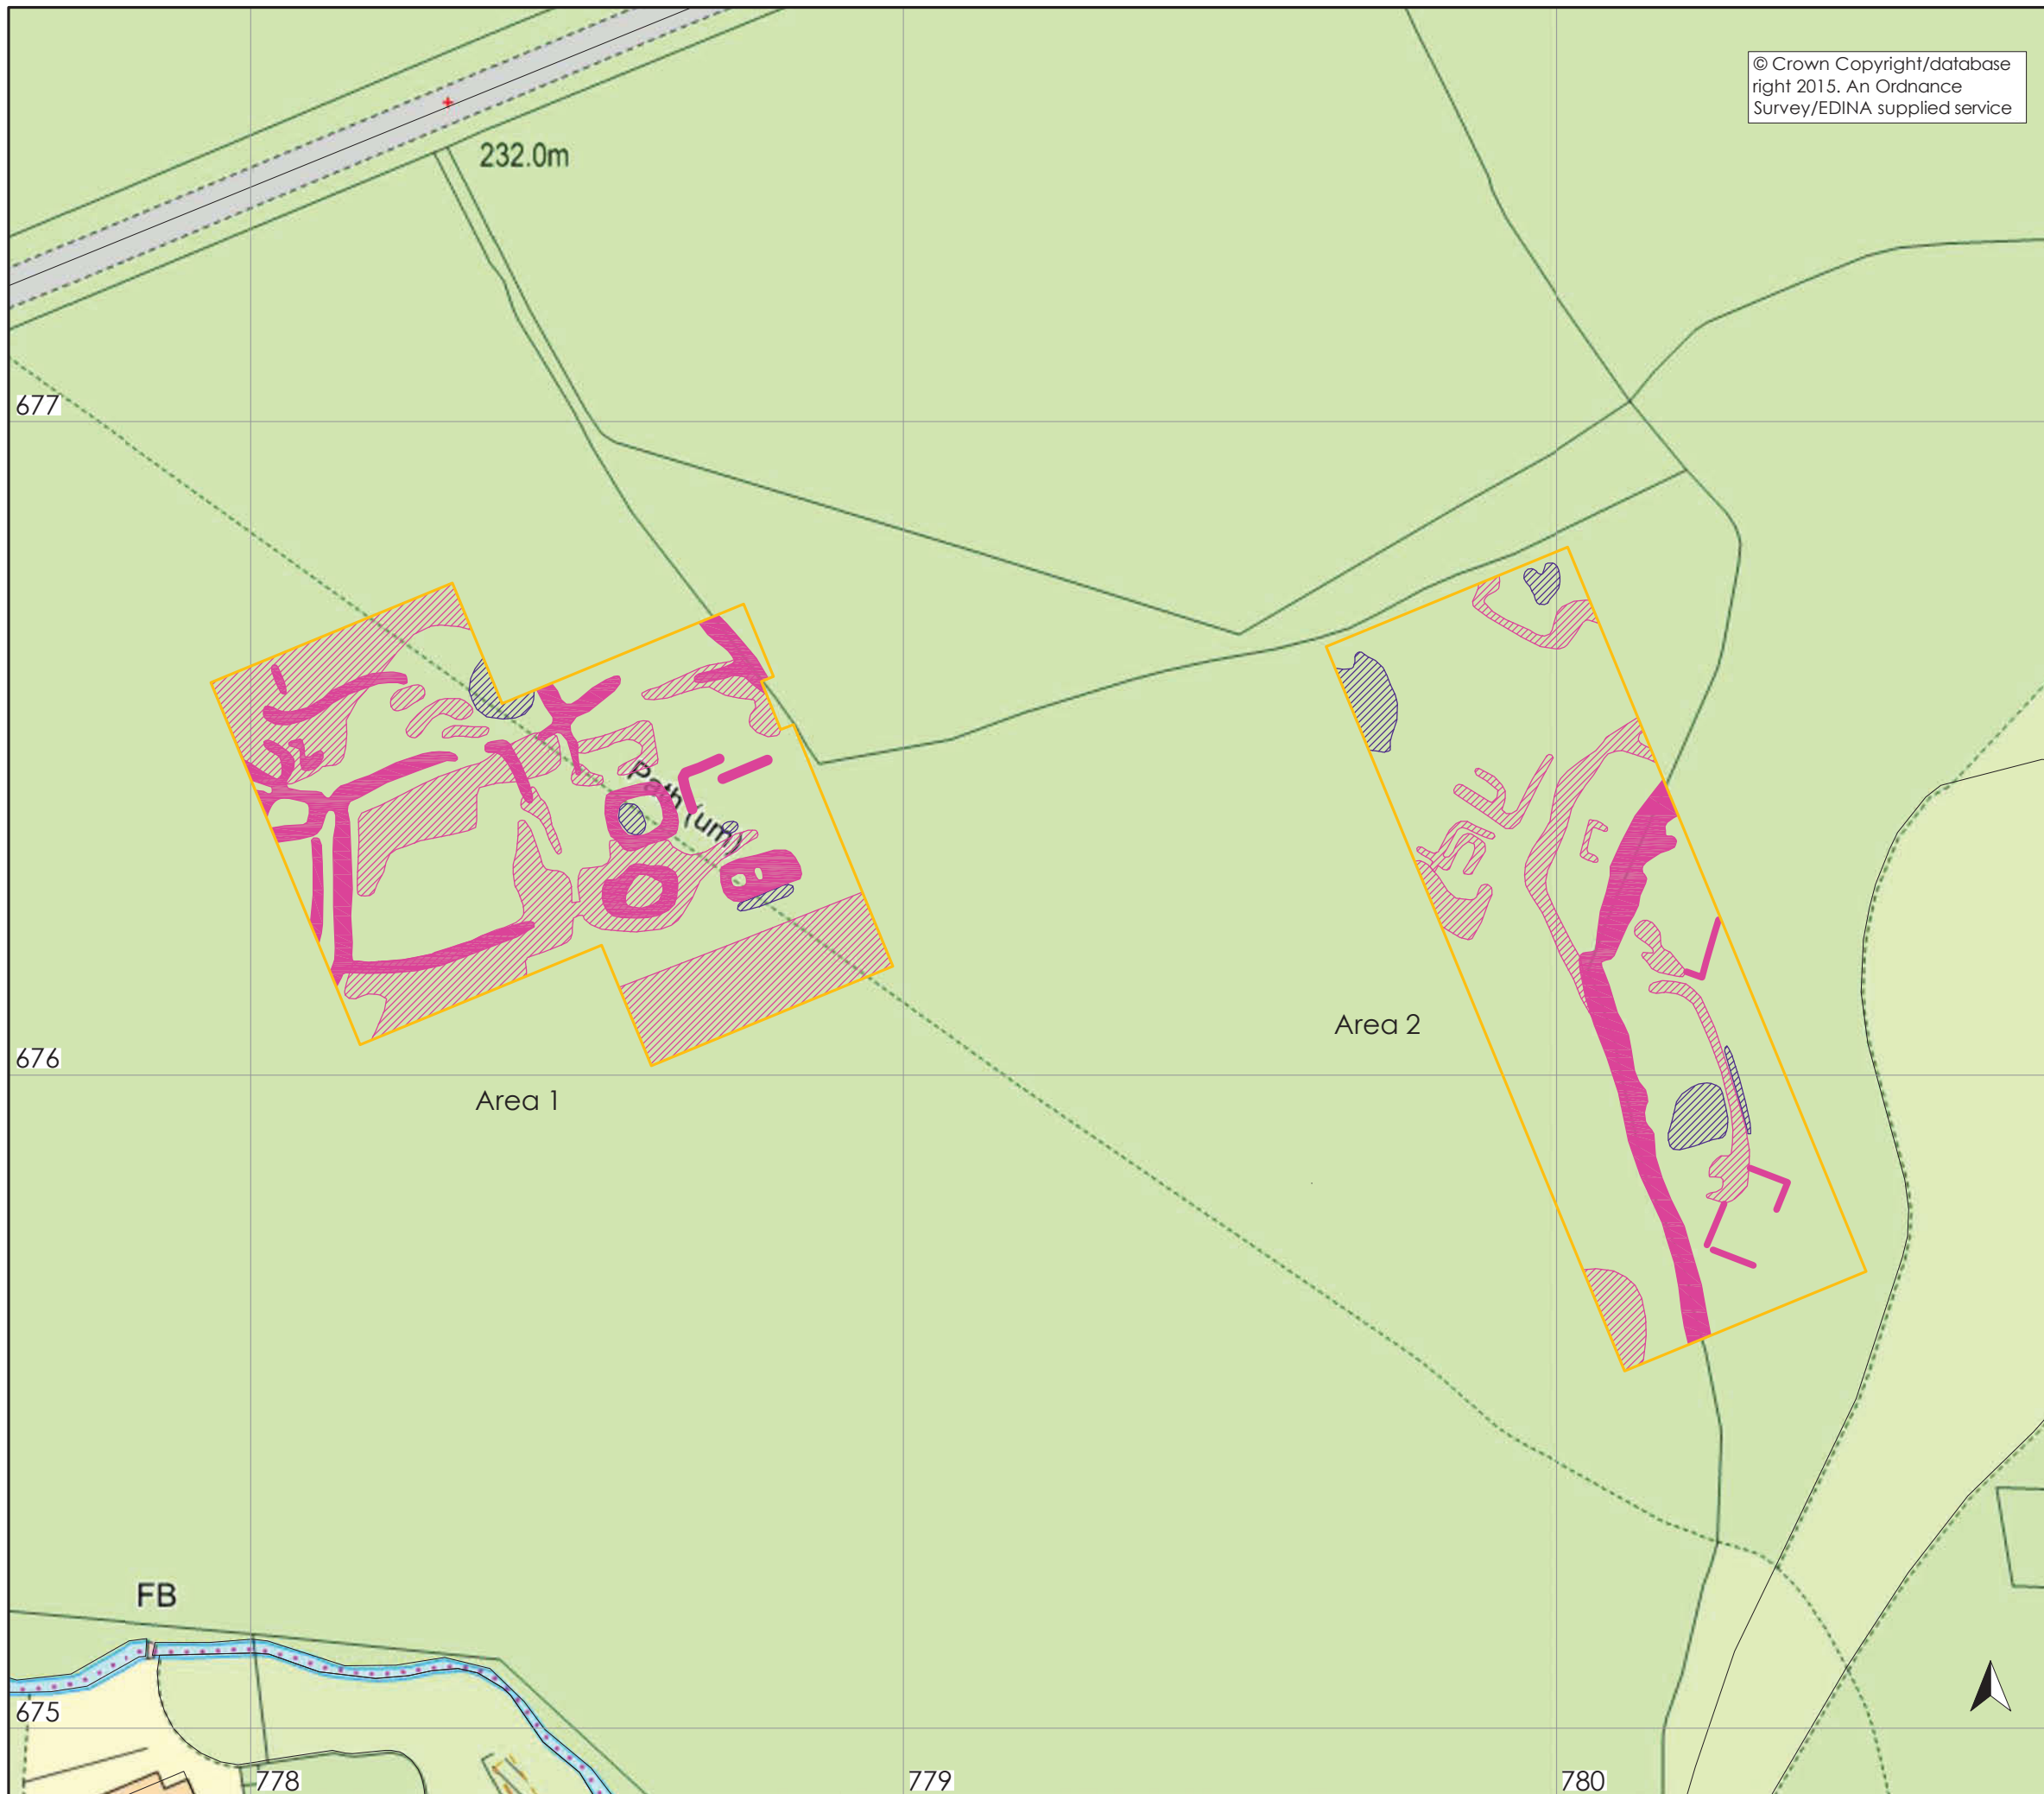 © Crown Copyright/database
right 2015. An Ordnance
Survey/EDINA supplied service
232.0m
677
Path (um)
Area 2
676
Area 1
FB
675
778
779
780